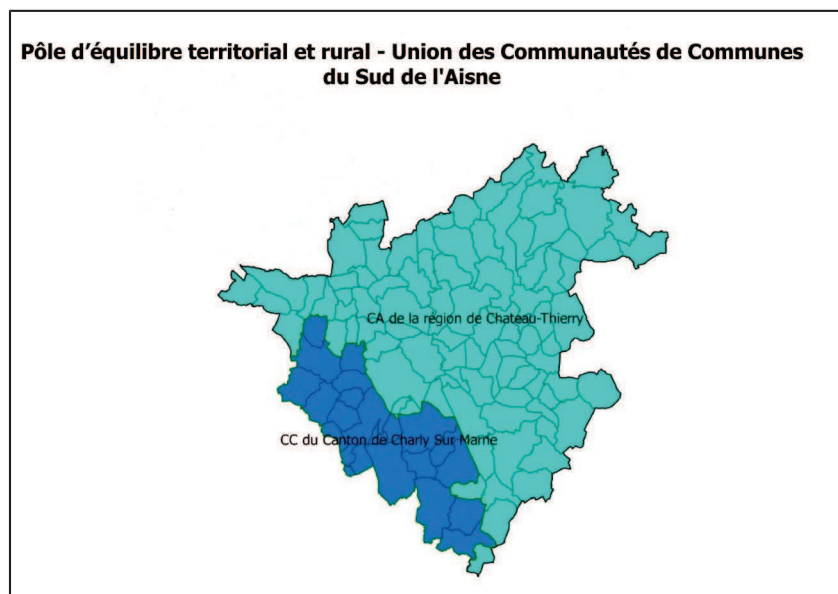 Pôle d’équilibre territorial et rural - Union des Communautés de Communes
du Sud de l'Aisne
CA de la région de Chateau-Thierry
CC du Canton de Charly Sur Marne